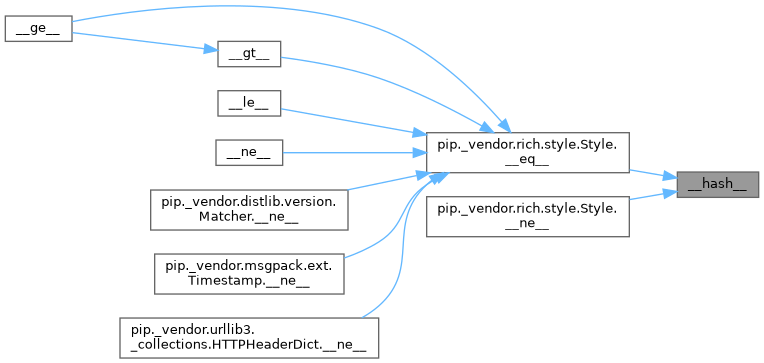 __ge__
__gt__
__le__
__ne__
pip._vendor.rich.style.Style.
__eq__
__hash__
pip._vendor.distlib.version.
Matcher.__ne__
pip._vendor.rich.style.Style.
__ne__
pip._vendor.msgpack.ext.
Timestamp.__ne__
pip._vendor.urllib3.
_collections.HTTPHeaderDict.__ne__